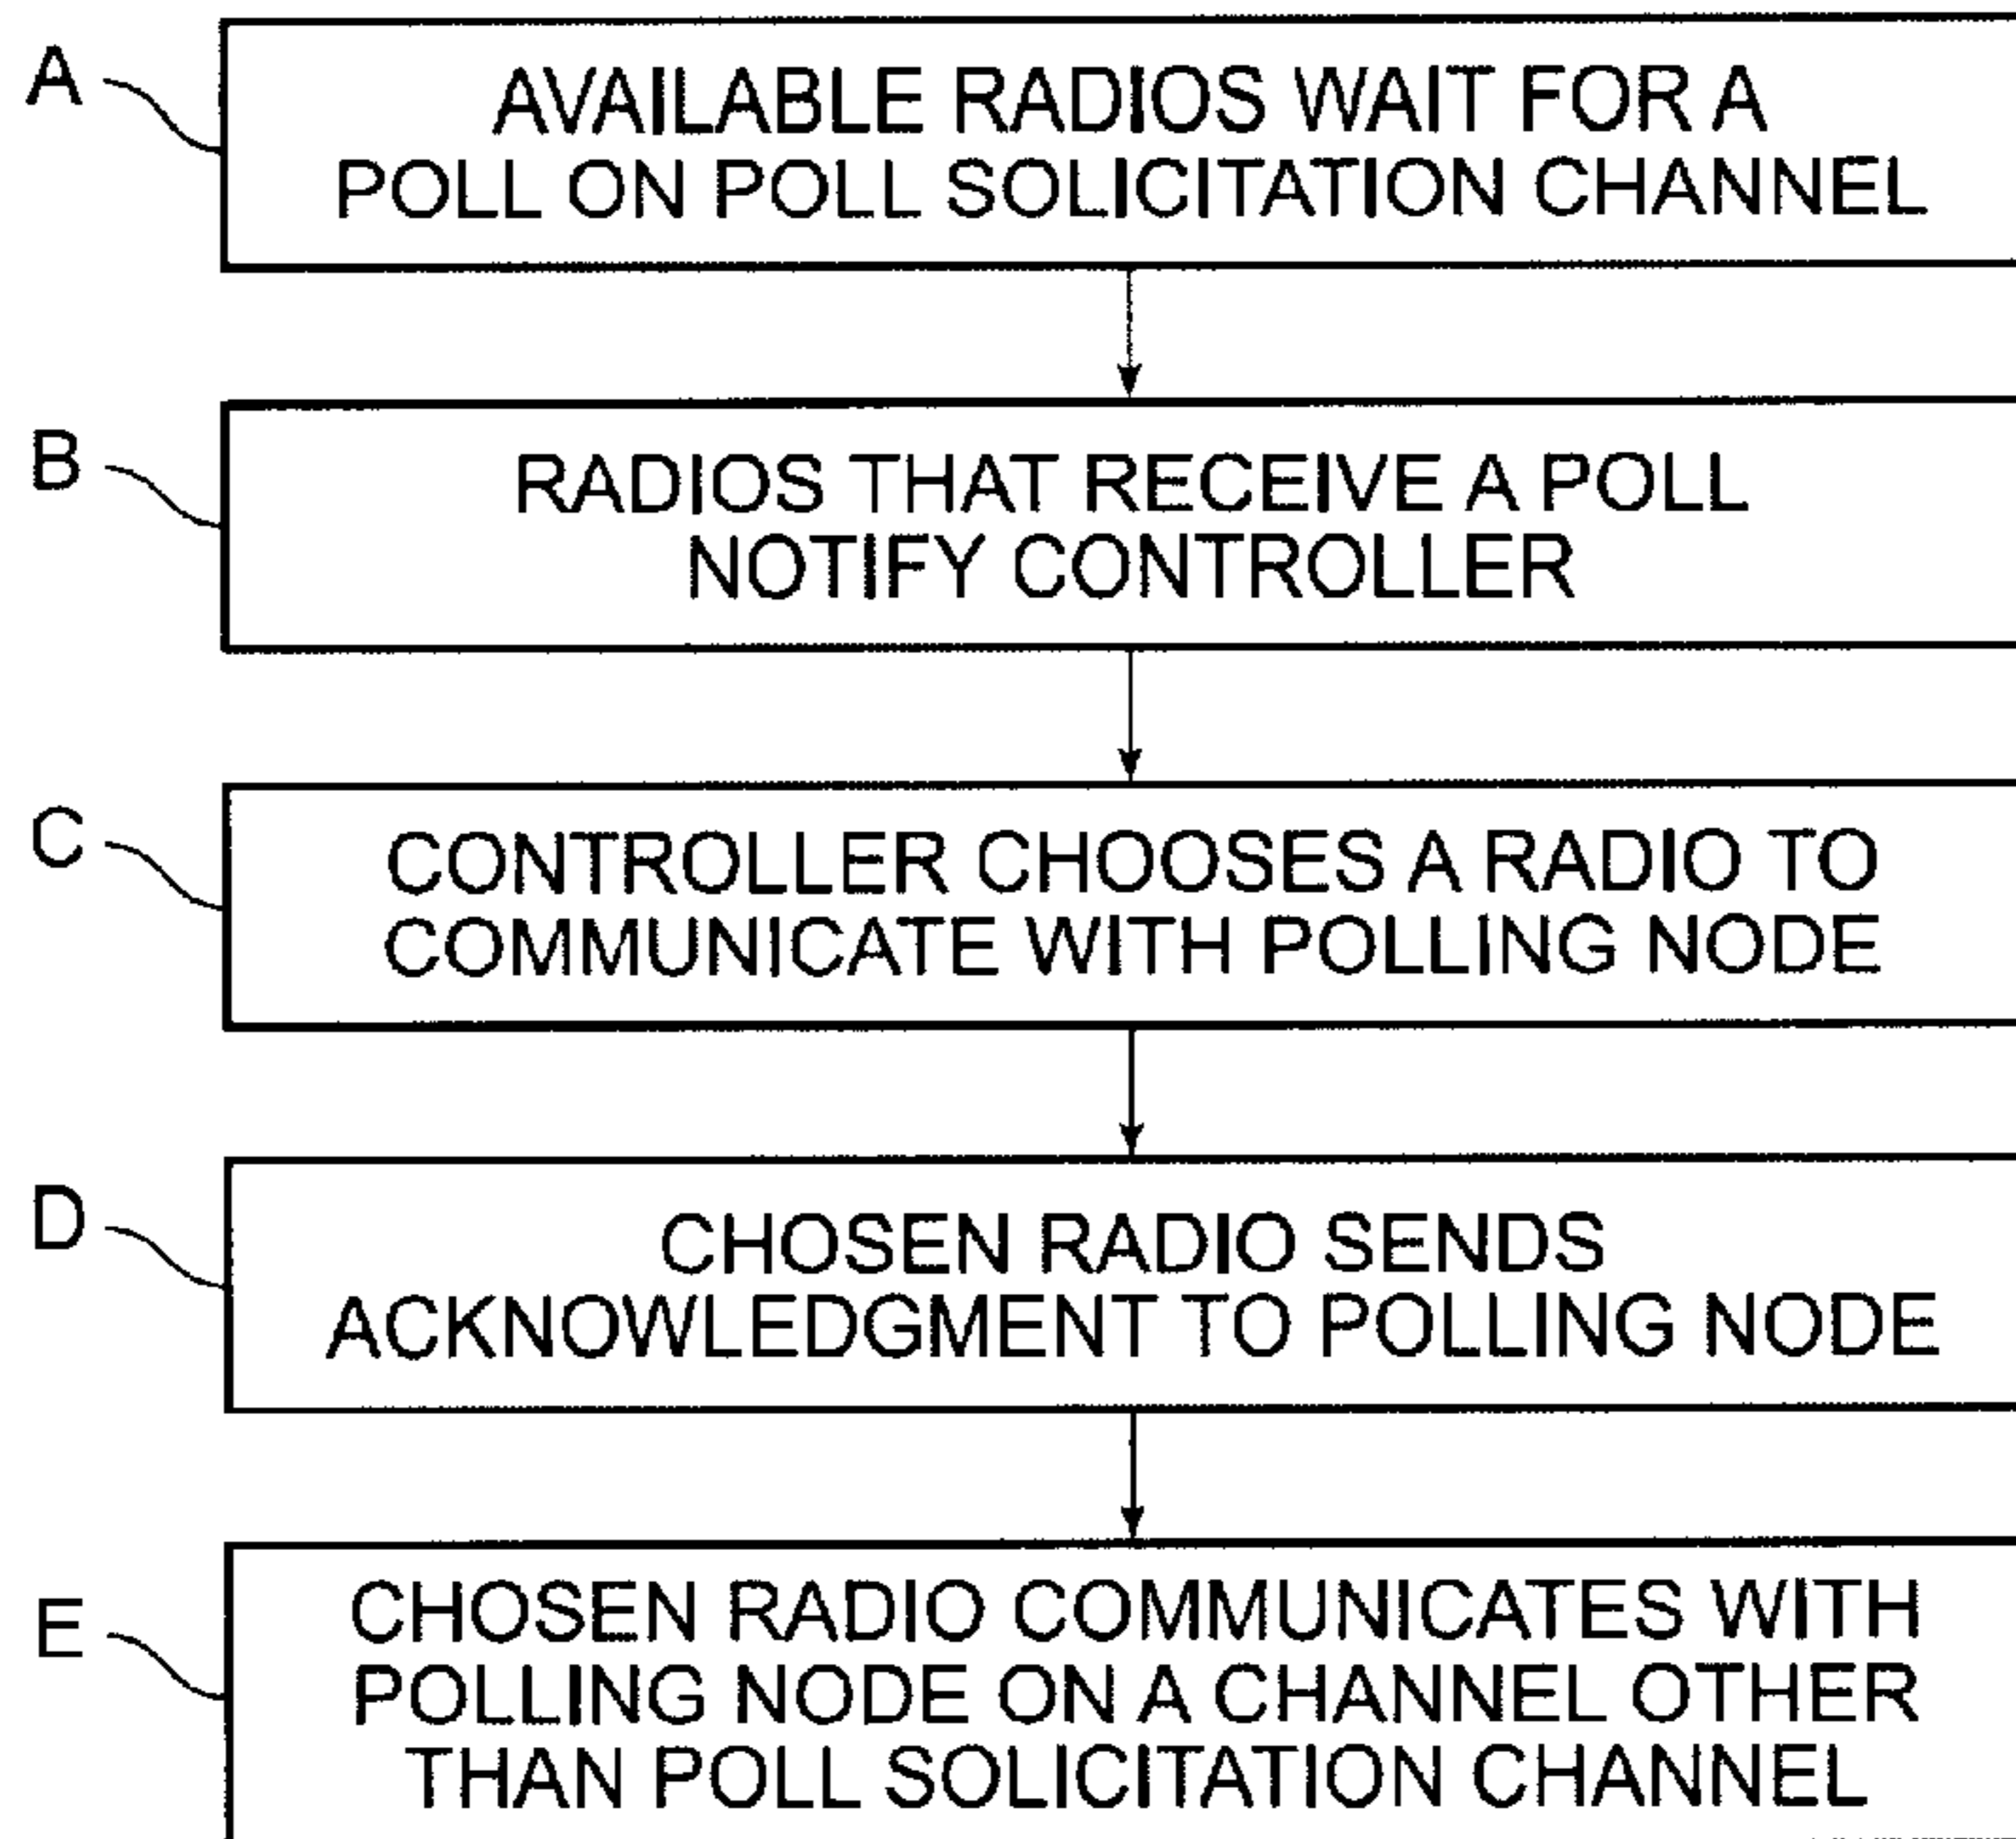 A
AVAILABLE RADIOS WAIT FOR A
POLL ON POLL SOLICITATION CHANNEL
B
RADIOS THAT RECEIVE A POLL
NOTIFY CONTROLLER
C
CONTROLLER CHOOSES A RADIO TO
COMMUNICATE WITH POLLING NODE
D
CHOSEN RADIO SENDS
ACKNOWLEDGMENT TO POLLING NODE
E
CHOSEN RADIO COMMUNICATES WITH
POLLING NODE ON A CHANNEL OTHER
THAN POLL SOLICITATION CHANNEL